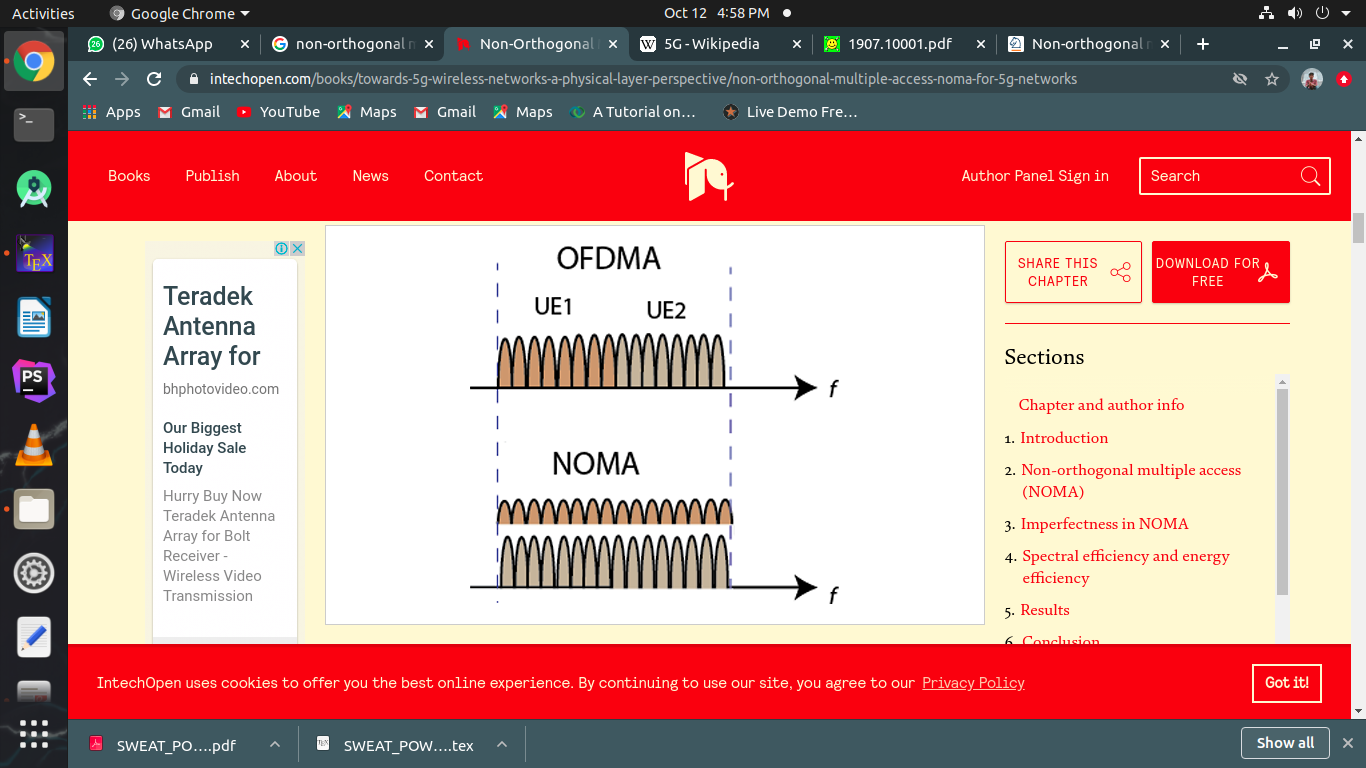 Activities
Google Chrome
Oct 12 4:58 PM
(26) WhatsApp
non-orthogonal m
Non-Orthogonal
5G - Wikipedia
1907.10001.pdf
Non-orthogonal m
intechopen.com/books/towards-5g-wireless-networks-a-physical-layer-perspective/non-orthogonal-multiple-access-noma-for-5g-networks
Apps
Gmail
YouTube
Maps
Gmail
Maps
A Tutorial on…
Live Demo Fre…
Books
Publish
About
News
Contact
Author Panel Sign in
Search
Teradek
Antenna
Array for
bhphotovideo.com
Our Biggest
Holiday Sale
Today
Hurry Buy Now
Teradek Antenna
Array for Bolt
Receiver -
Wireless Video
Transmission
OFDMA
UE1
UE2
f
NOMA
f
SHARE THIS
CHAPTER
DOWNLOAD FOR
FREE
Sections
Chapter and author info
1. Introduction
2. Non-orthogonal multiple access
(NOMA)
3. Imperfectness in NOMA
4. Spectral efficiency and energy
efficiency
5. Results
6. Conclusion
IntechOpen uses cookies to offer you the best online experience. By continuing to use our site, you agree to our Privacy Policy
Got it!
SWEAT_PO….pdf
SWEAT_POW….tex
Show all